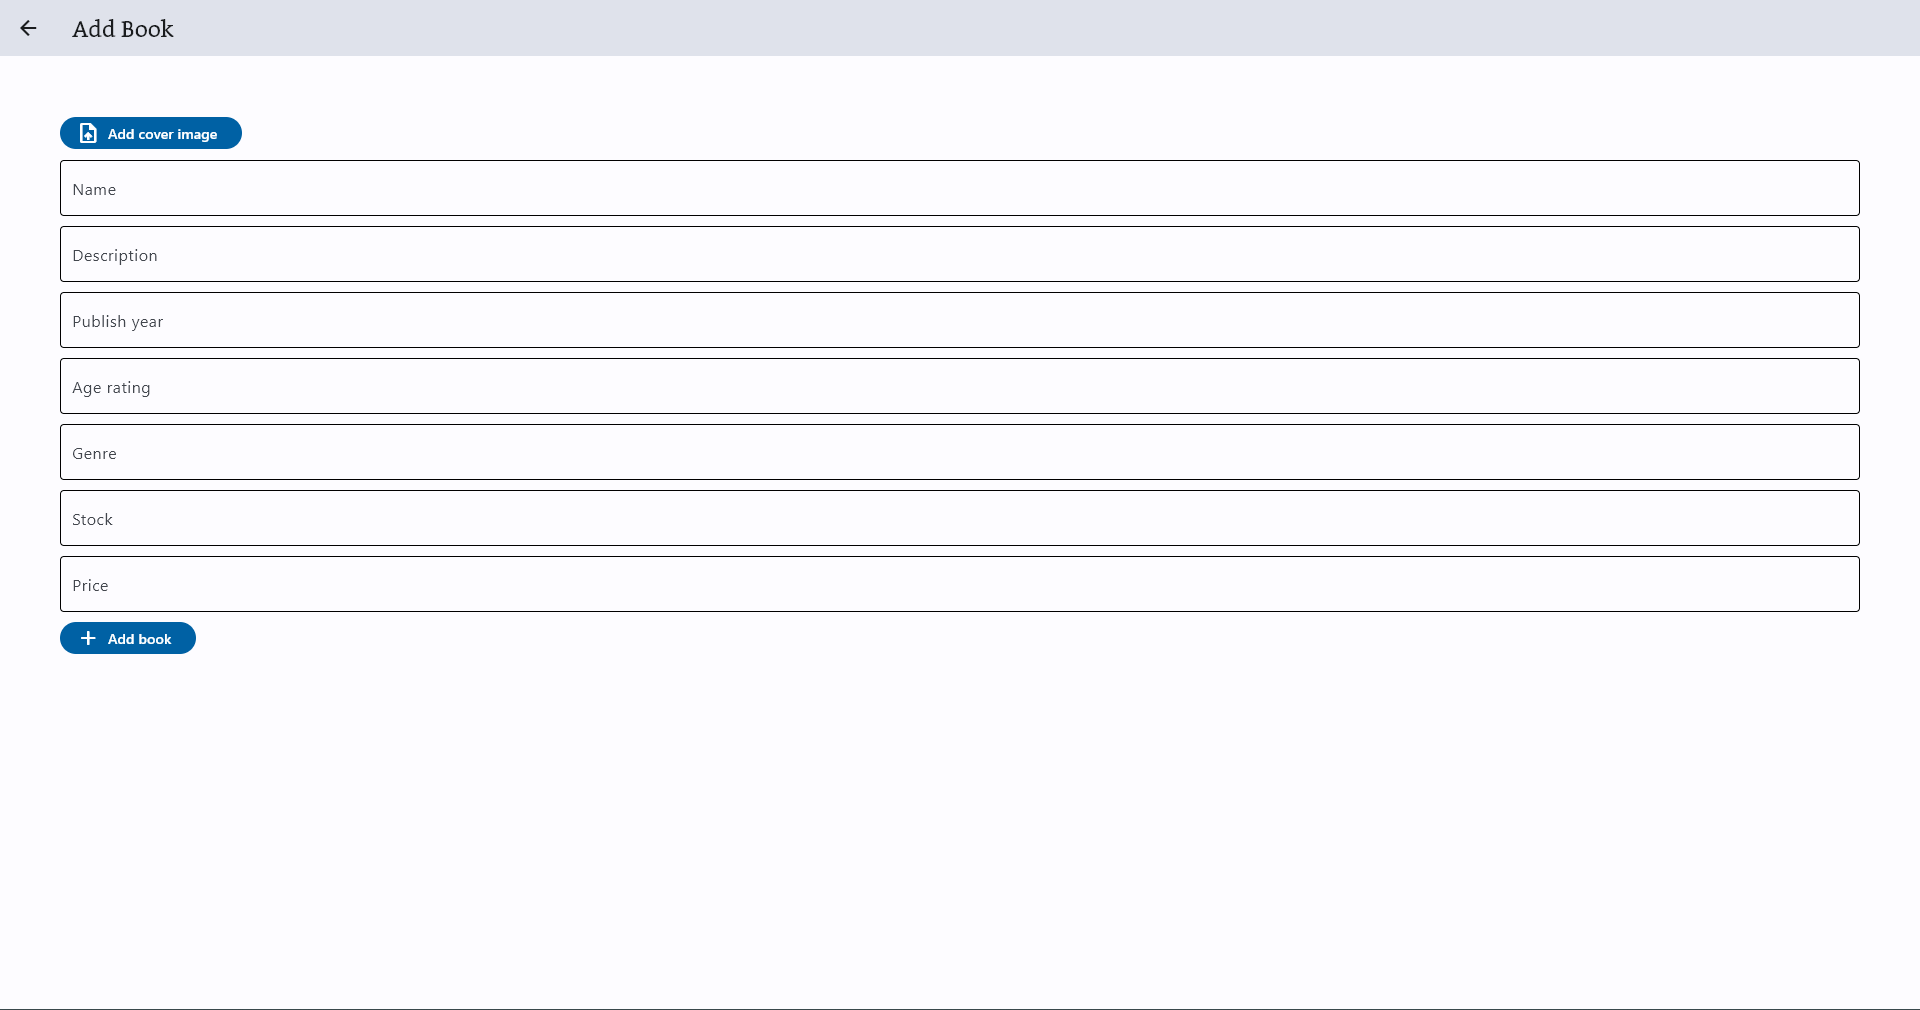 Add Book
Add cover image
Name
Description
Publish year
Age rating
Genre
Stock
Price
Add book